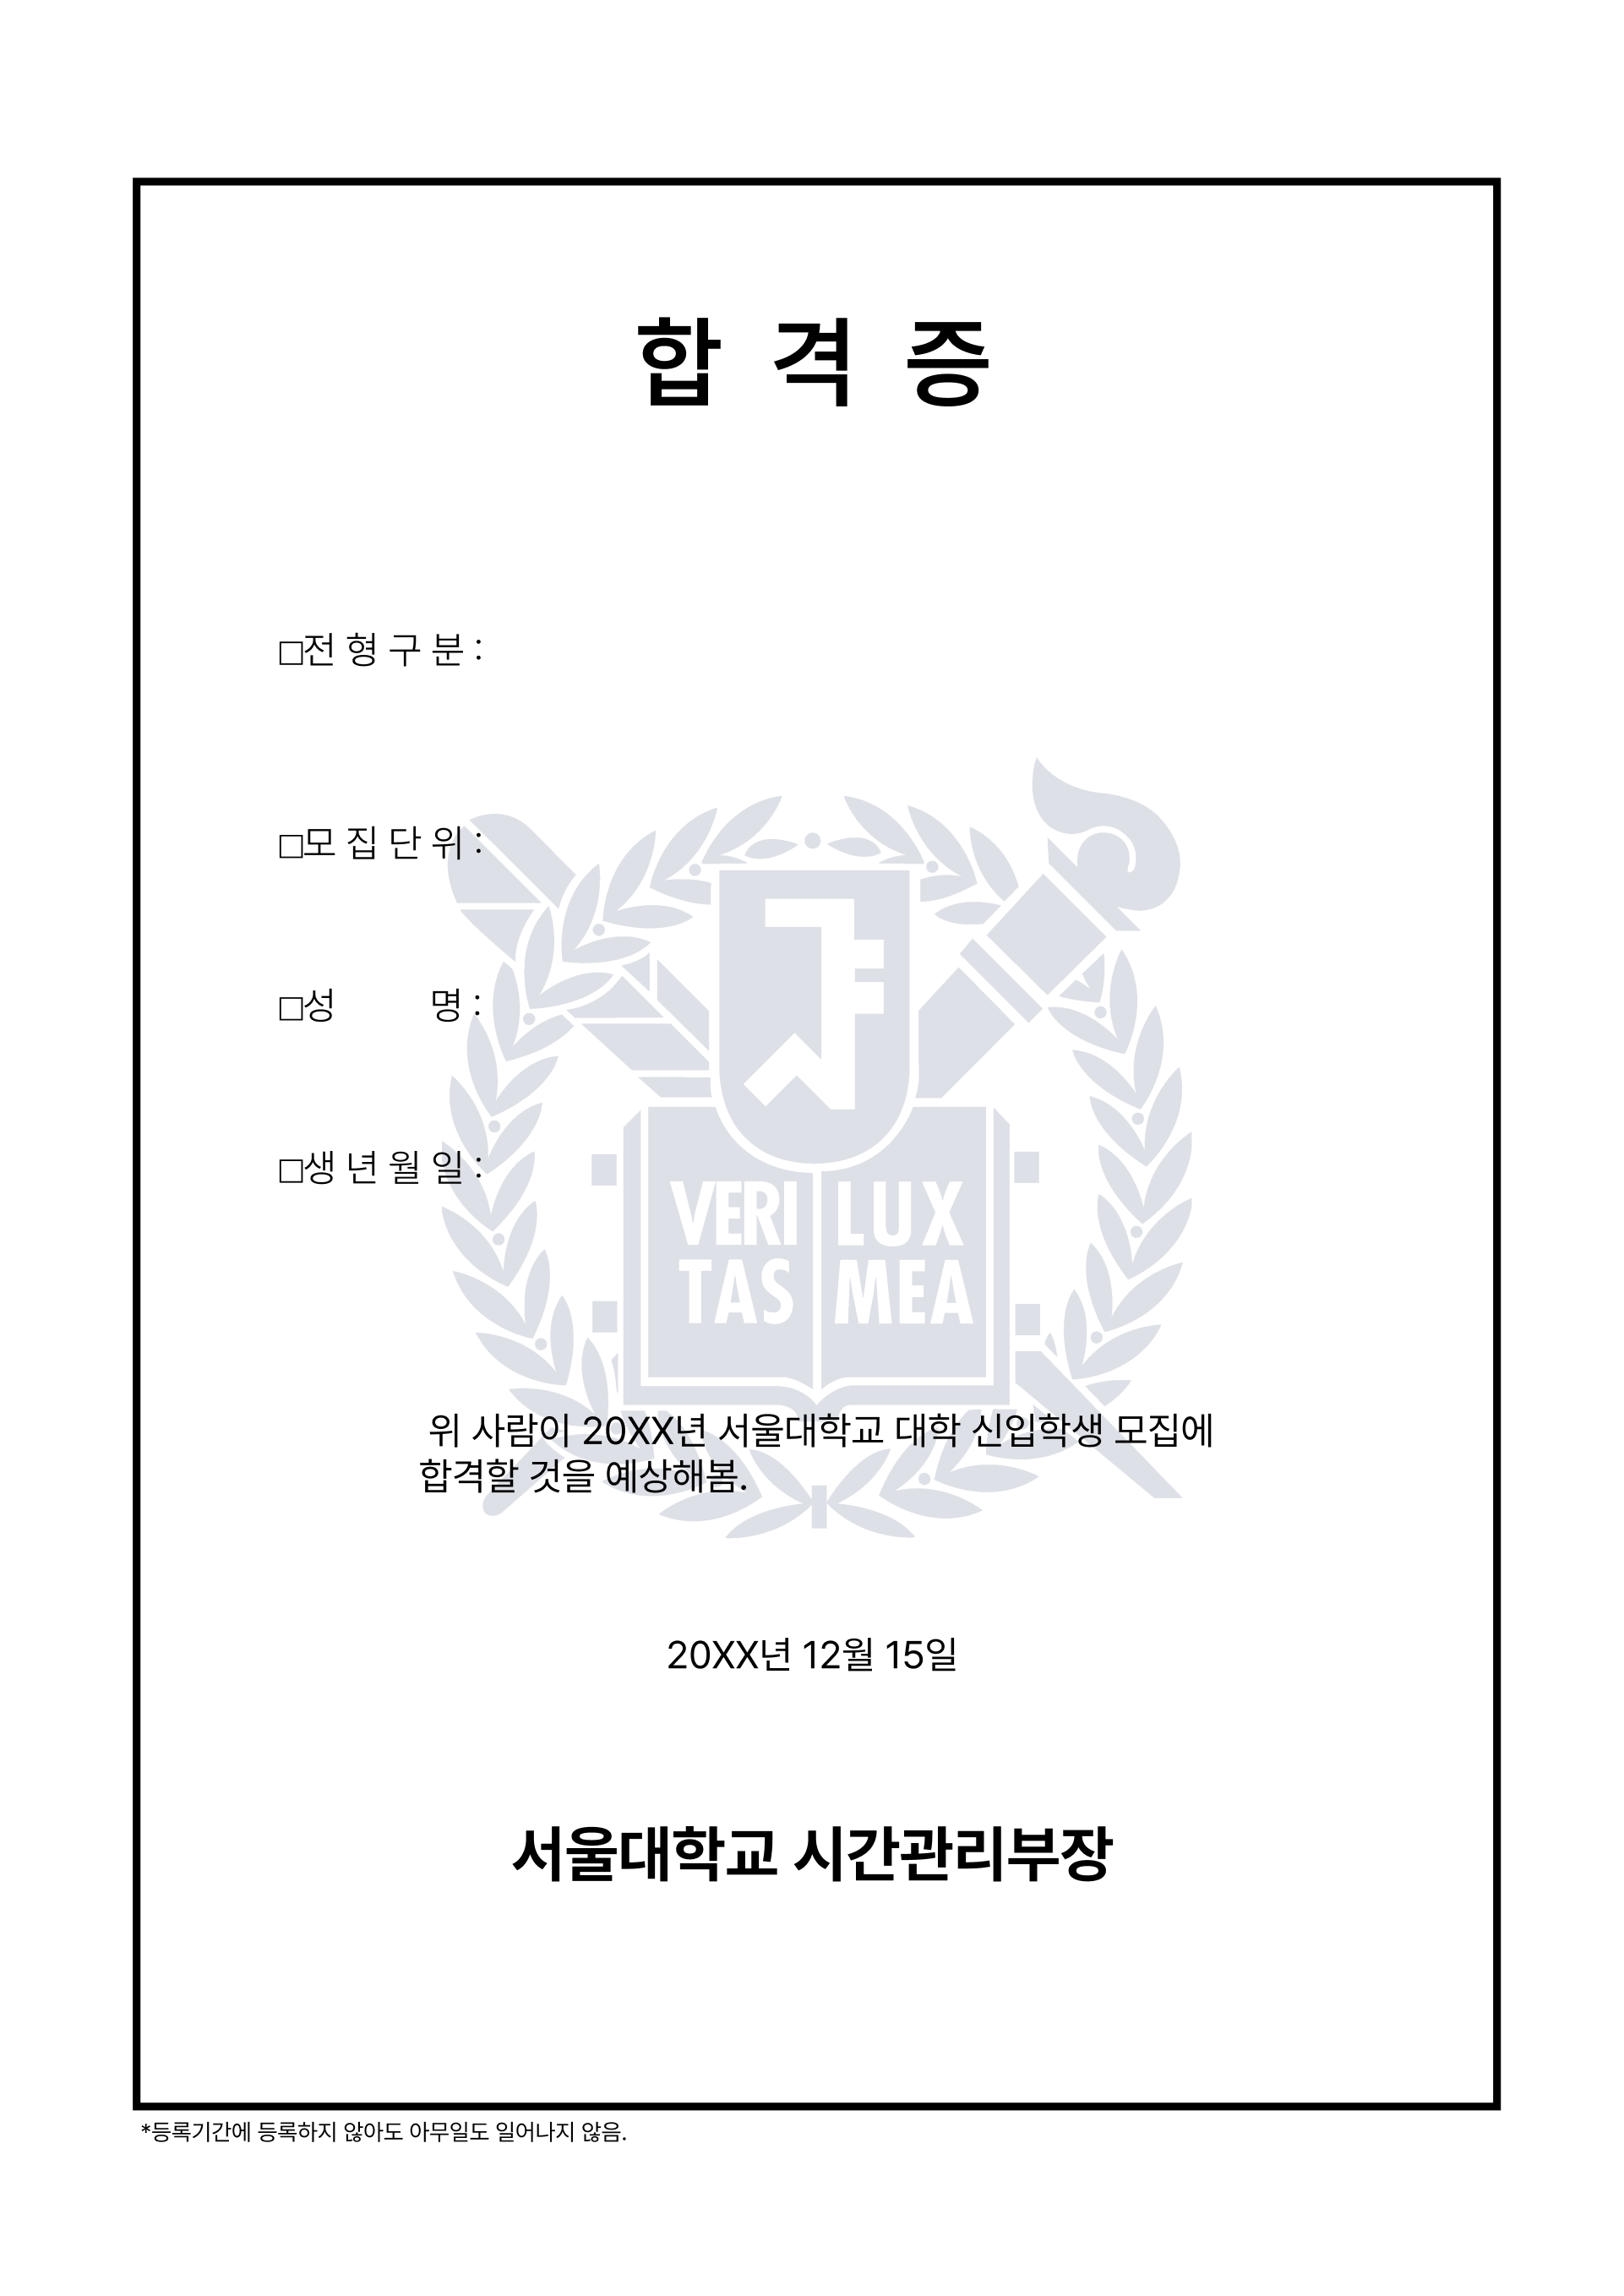 합 격 증
□전 형 구 분 :
□모 집 단 위 :
□성 명 :
□생 년 월 일 :
VERI LUX
TAS MEA
위 사람이 20XX년 서울대학교 대학 신입학생 모집에
합격할 것을 예상해봄.
20XX년 12월 15일
서울대학교 시간관리부장
*등록기간에 등록하지 않아도 아무일도 일어나지 않음.